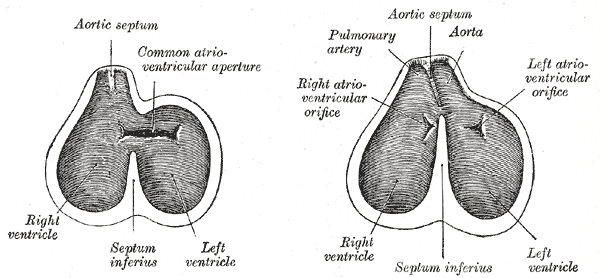 Aortic septum
Common atrio-
ventricular aperture
Right
ventricle
Septum
inferius
Left
ventricle
Aortic septum
Pulmonary
artery
Aorta
Right atrio-
ventricular
orifice
Left atrio-
ventricular
orifice
Right
ventricle
Septum inferius
Left
ventricle